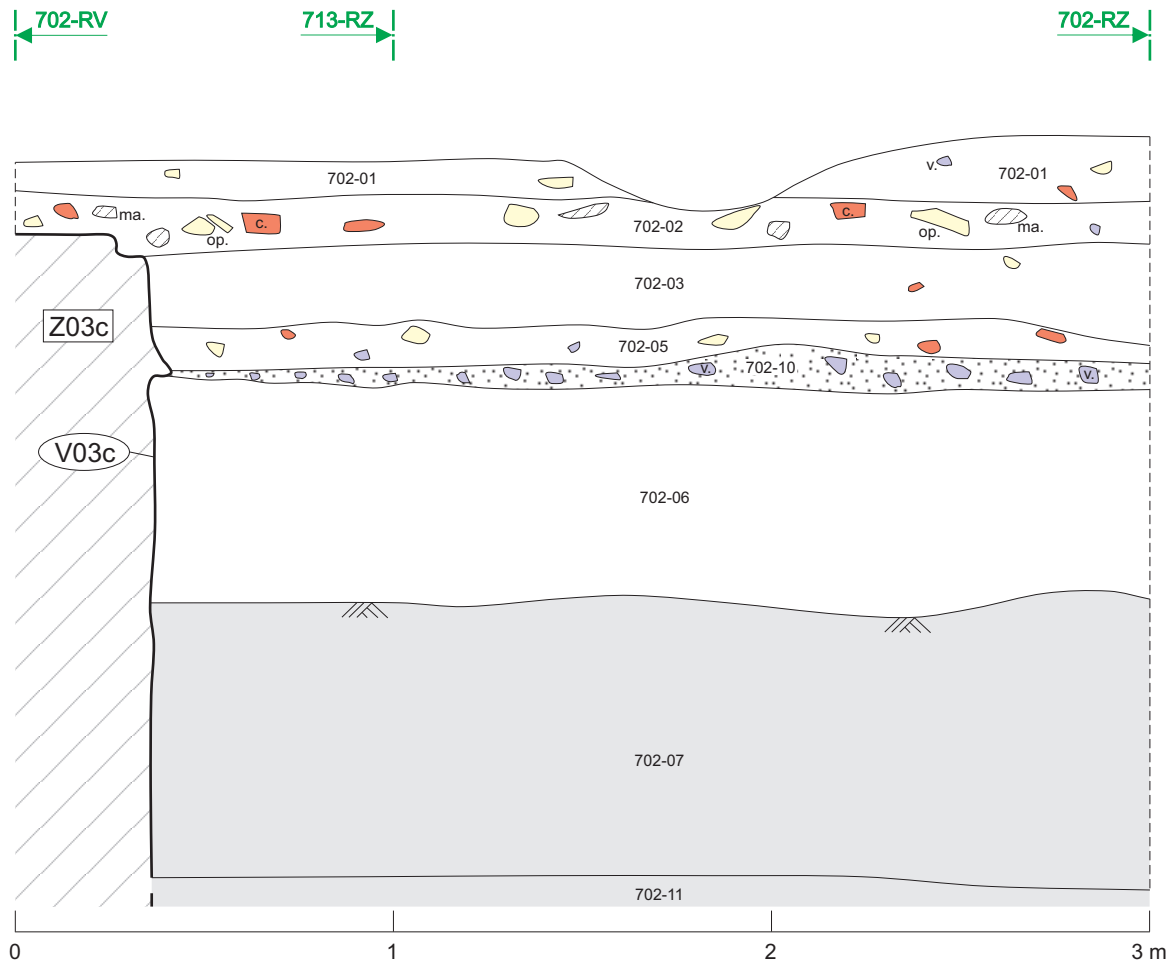 702-RV 713-RZ 702-RZ
v.
702-01 702-01
ma. c. c. ma.
op. 702-02 op.
702-03
Z03c
702-05
v. 702-10 v.
V03c
702-06
702-07
702-11
0 1 2 3 m